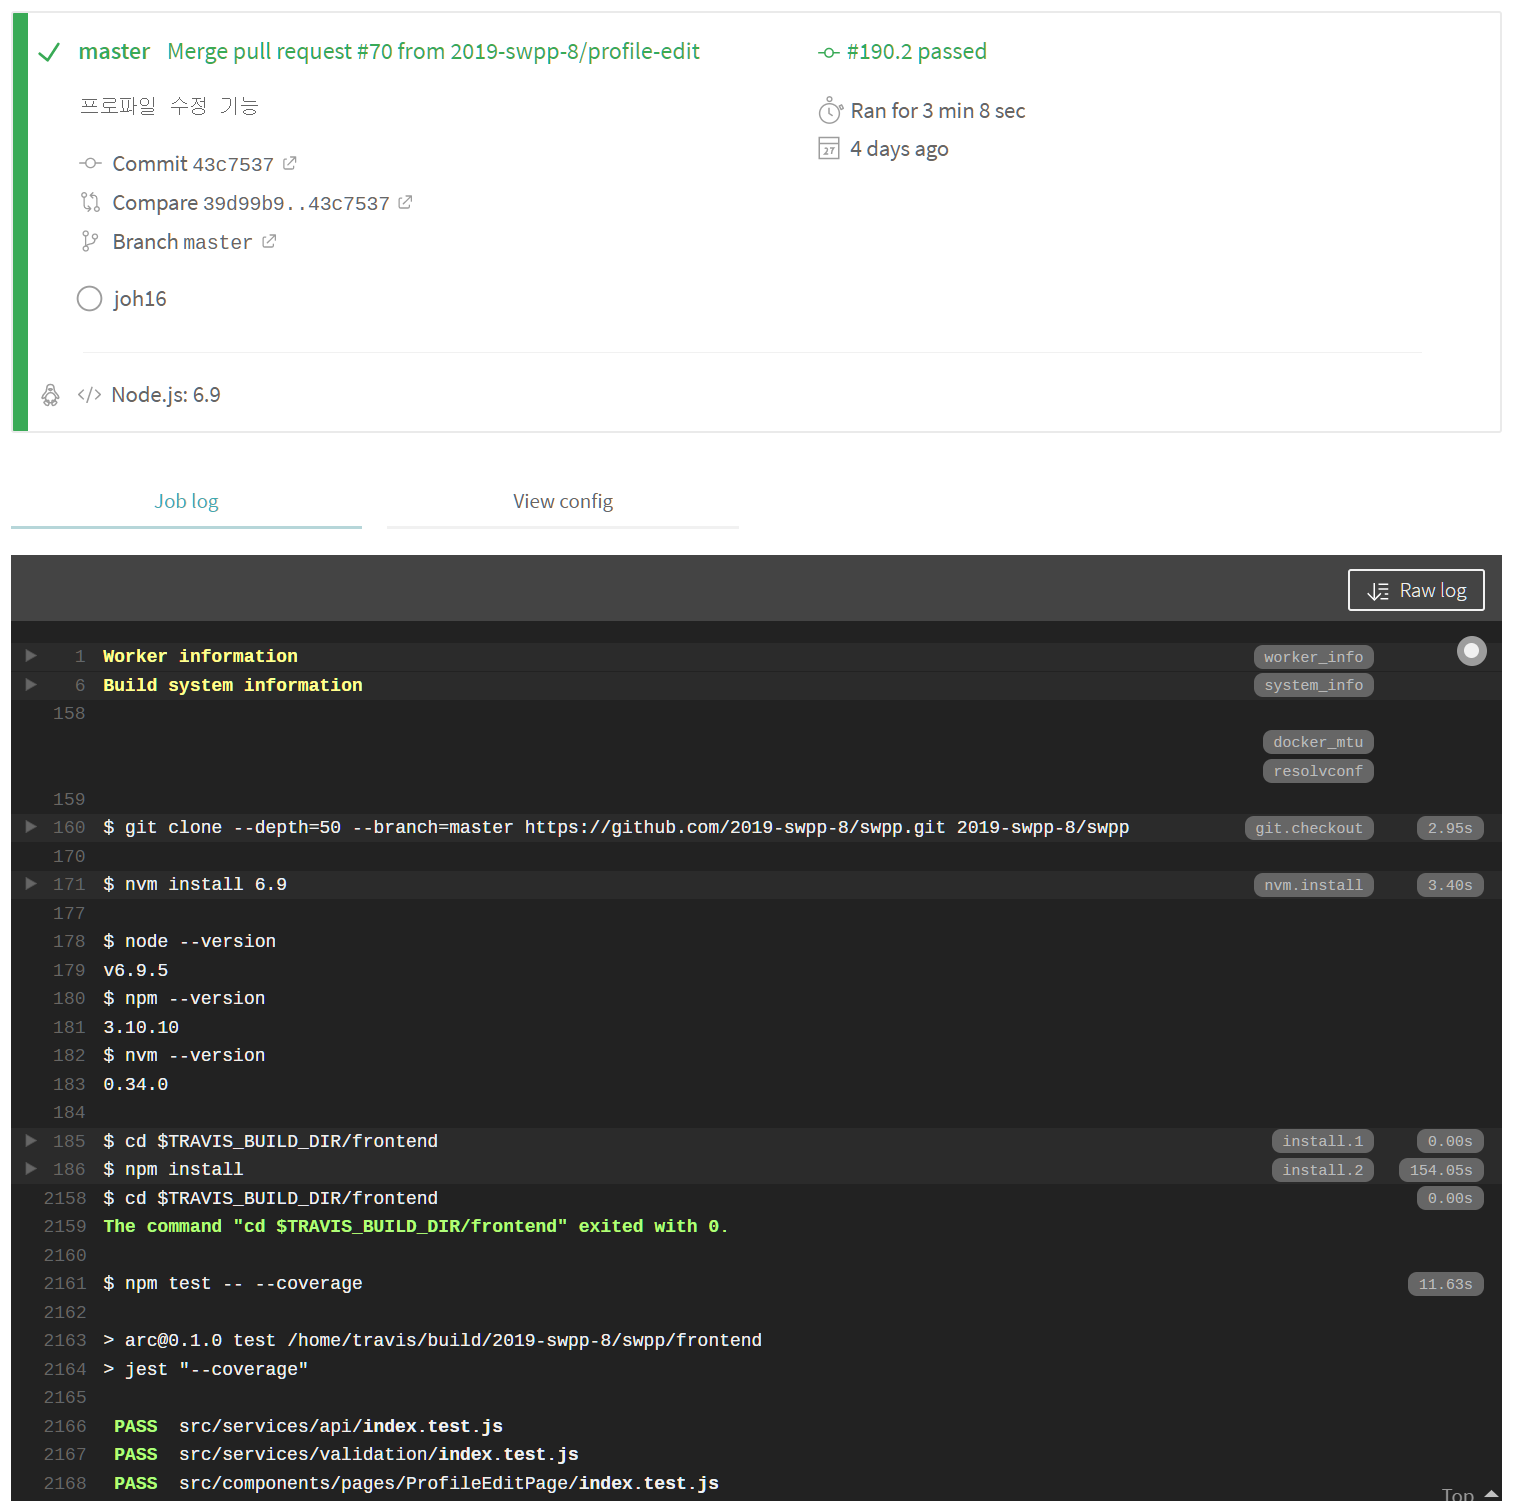 master Merge pull request #70 from 2019-swpp-8/profile-edit
#190.2 passed
프로파일 수정 기능
Ran for 3 min 8 sec
27 4 days ago
Commit 43c7537
Compare 39d99b9..43c7537
Branch master
joh16
</> Node.js: 6.9
Job log
View config
Raw log
1 Worker information worker_info
6 Build system information system_info
158
docker_mtu
resolvconf
159
160 $ git clone --depth=50 --branch=master https://github.com/2019-swpp-8/swpp.git 2019-swpp-8/swpp git.checkout 2.95s
170
171 $ nvm install 6.9 nvm.install 3.40s
177
178 $ node --version
179 v6.9.5
180 $ npm --version
181 3.10.10
182 $ nvm --version
183 0.34.0
184
185 $ cd $TRAVIS_BUILD_DIR/frontend install.1 0.00s
186 $ npm install install.2 154.05s
2158 $ cd $TRAVIS_BUILD_DIR/frontend 0.00s
2159 The command "cd $TRAVIS_BUILD_DIR/frontend" exited with 0.
2160
2161 $ npm test -- --coverage 11.63s
2162
2163 > arc@0.1.0 test /home/travis/build/2019-swpp-8/swpp/frontend
2164 > jest "--coverage"
2165
2166 PASS src/services/api/index.test.js
2167 PASS src/services/validation/index.test.js
2168 PASS src/components/pages/ProfileEditPage/index.test.js
Top